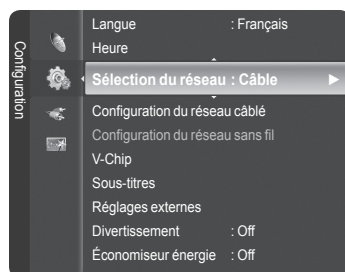 Configuration
Langue : Français
Heure
Sélection du réseau : Câble
Configuration du réseau câblé
Configuration du réseau sans fil
V-Chip
Sous-titres
Réglages externes
Divertissement : Off
Économiseur énergie : Off